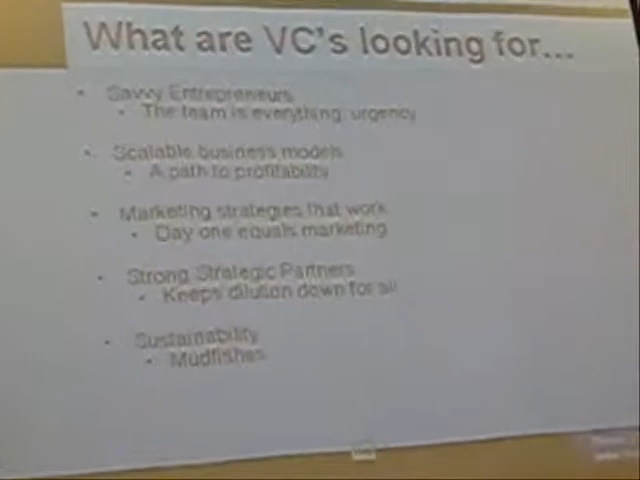 What are VC's looking for...
• Savvy Entrepreneurs
• The team is everything: urgency
• Scalable business models
• A path to profitability
• Marketing strategies that work
• Day one equals marketing
• Strong Strategic Partners
• Keeps dilution down for all
• Sustainability
• Mudfishes